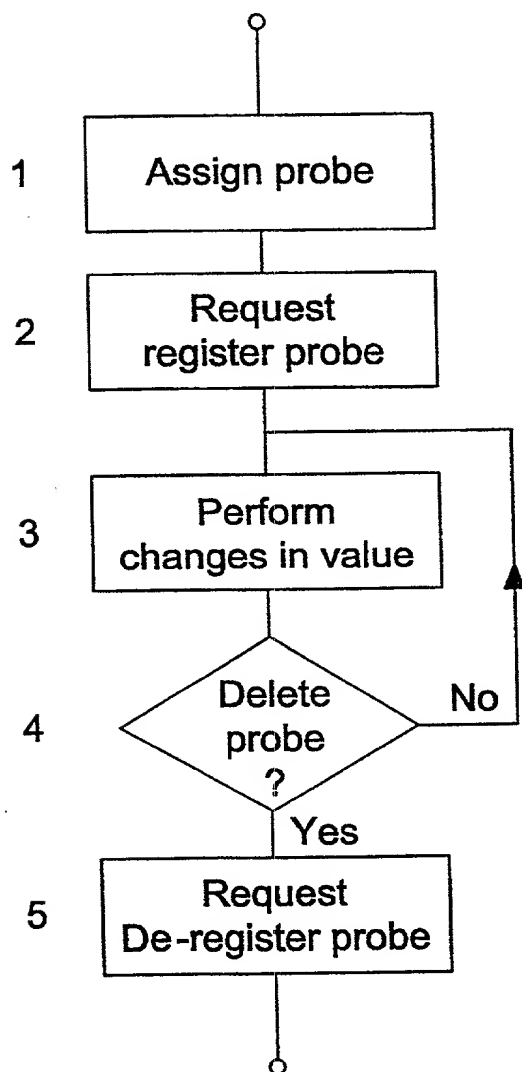 1
Assign probe
2
Request
register probe
3
Perform
changes in value
4
Delete
probe
?
No
Yes
5
Request
De-register probe